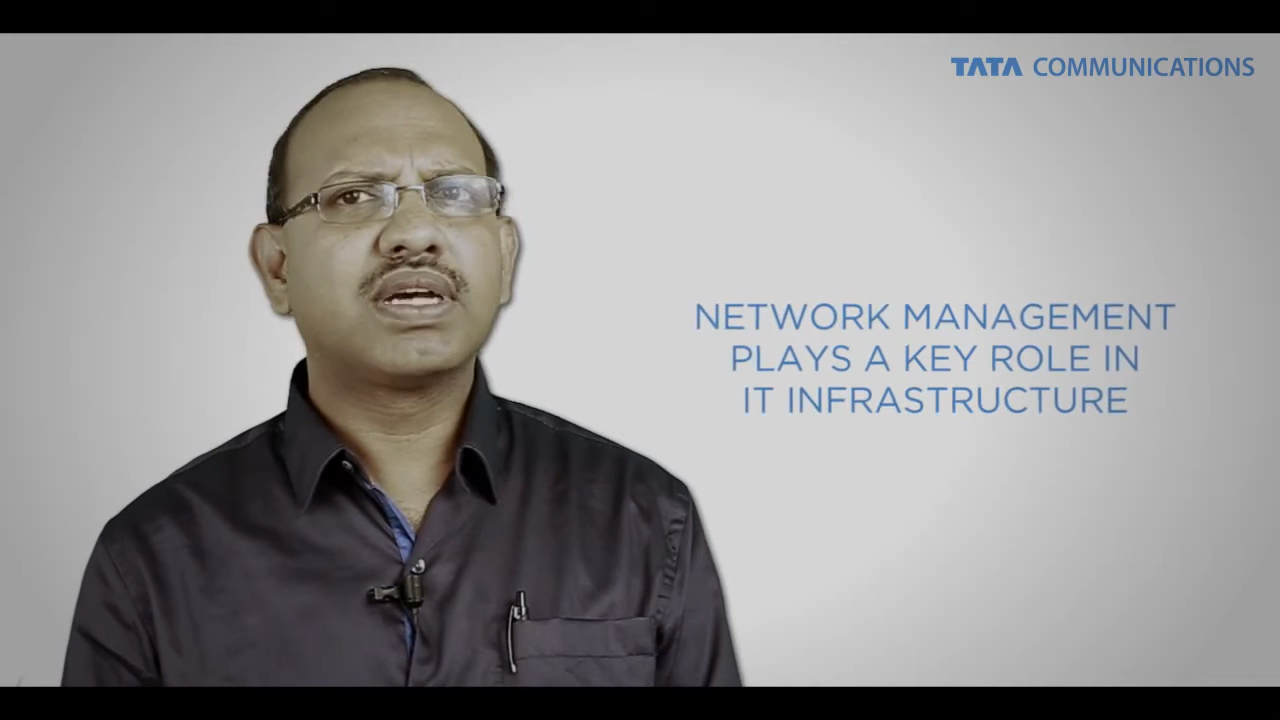 TATA COMMUNICATIONS
NETWORK MANAGEMENT
PLAYS A KEY ROLE IN
IT INFRASTRUCTURE